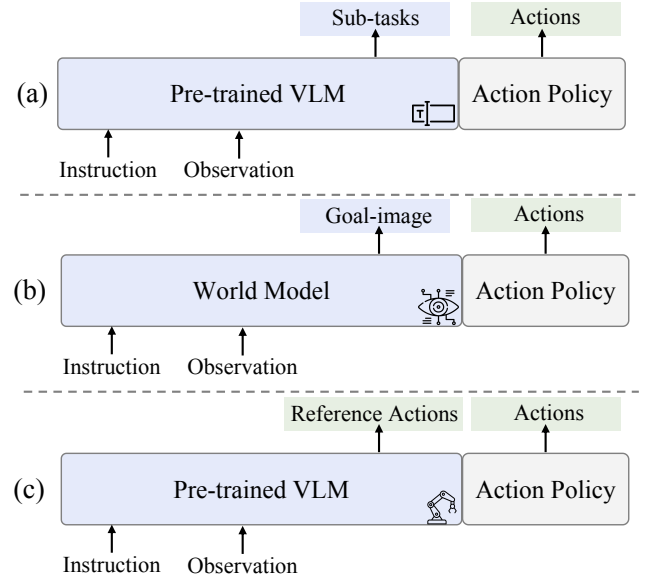 Sub-tasks Actions
(a) Pre-trained VLM T Action Policy
Instruction Observation
Goal-image Actions
(b) World Model Action Policy
Instruction Observation
Reference Actions Actions
(c) Pre-trained VLM Action Policy
Instruction Observation